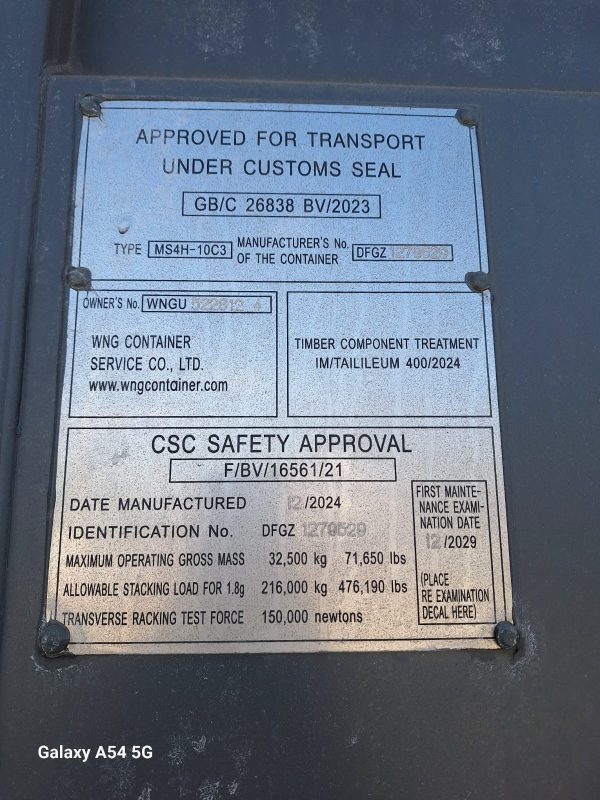 APPROVED FOR TRANSPORT
UNDER CUSTOMS SEAL
GB/C 26838 BV/2023
TYPE MS4H-10C3 MANUFACTURER'S No. OF THE CONTAINER DFGZ
OWNER'S No. WNGU 522812 4
WNG CONTAINER
SERVICE CO., LTD.
www.wngcontainer.com
TIMBER COMPONENT TREATMENT
IM/TAILILEUM 400/2024
CSC SAFETY APPROVAL
F/BV/16561/21
DATE MANUFACTURED 12/2024
IDENTIFICATION No. DFGZ
MAXIMUM OPERATING GROSS MASS 32,500 kg 71,650 lbs
ALLOWABLE STACKING LOAD FOR 1.8g 216,000 kg 476,190 lbs
TRANSVERSE RACKING TEST FORCE 150,000 newtons
FIRST MAINTE-
NANCE EXAMI-
NATION DATE
12/2029
(PLACE
RE EXAMINATION
DECAL HERE)
Galaxy A54 5G